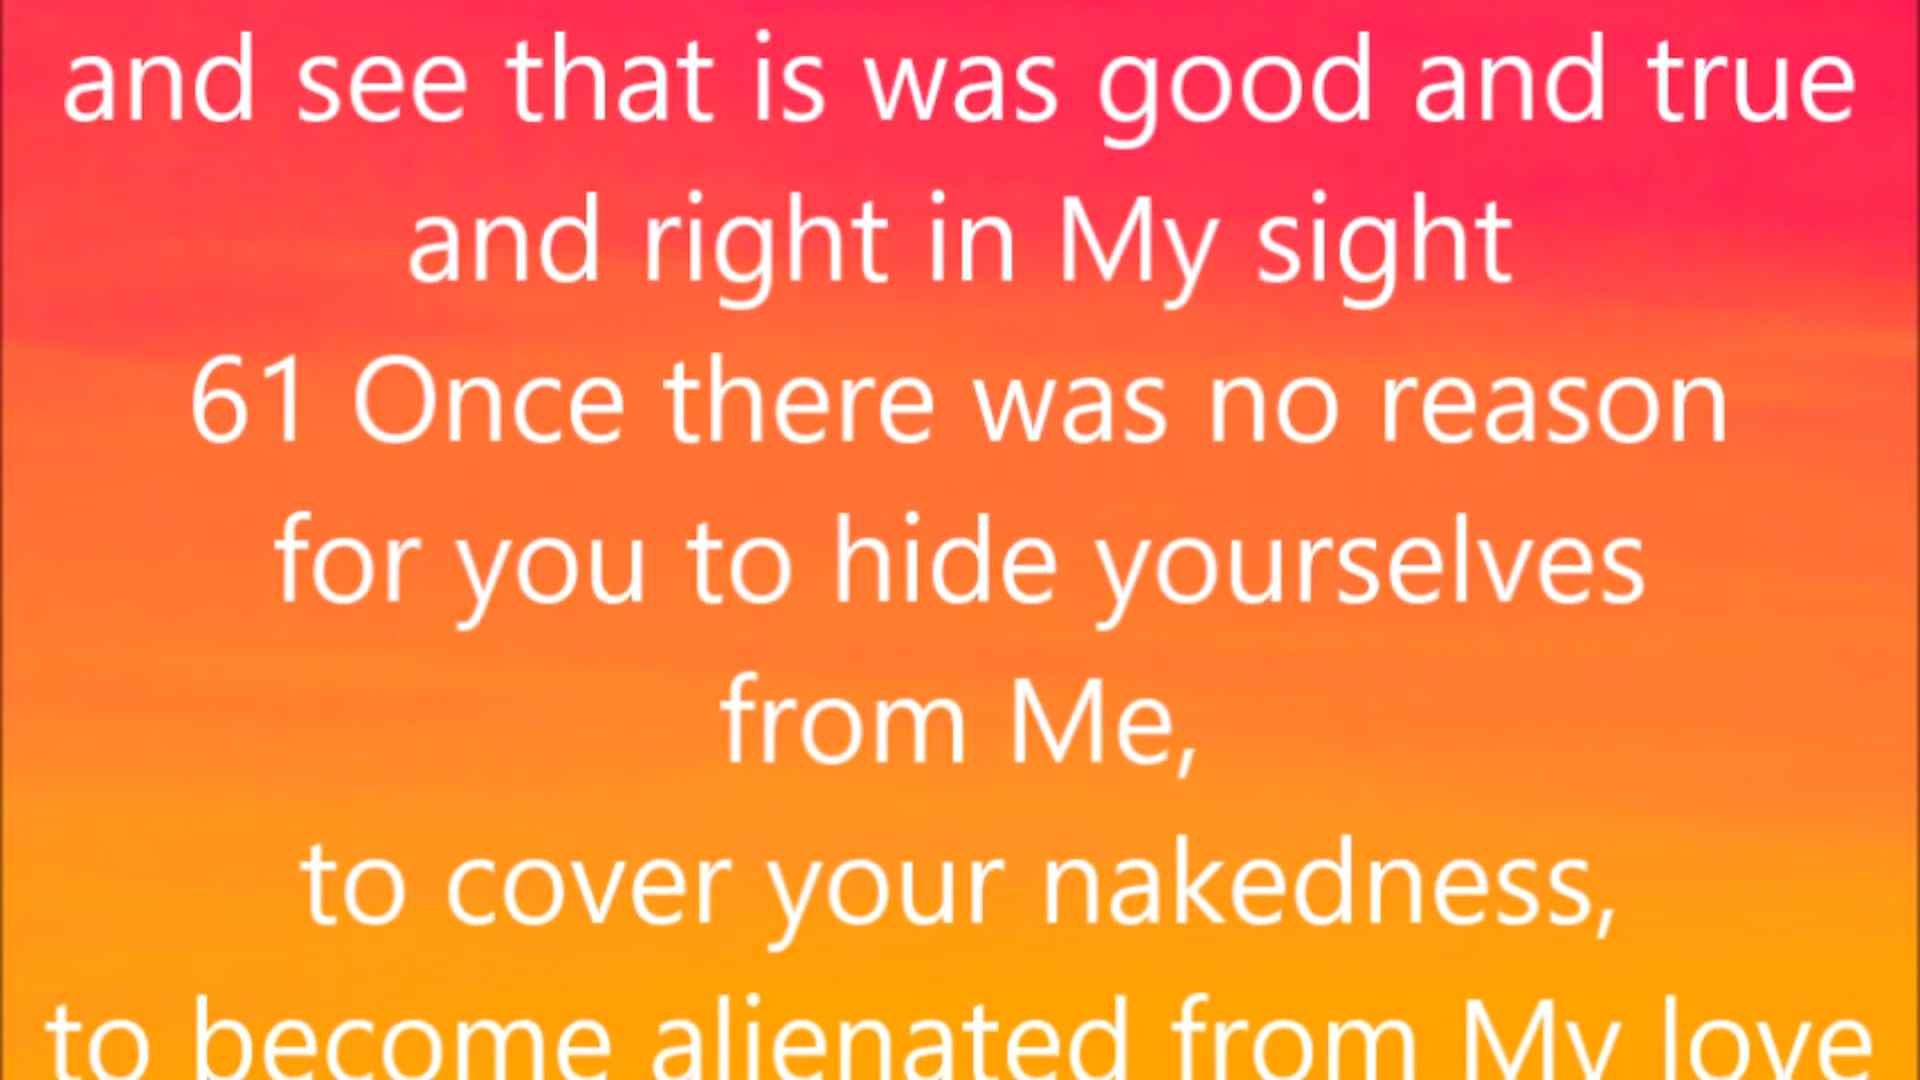 and see that is was good and true
and right in My sight
61 Once there was no reason
for you to hide yourselves
from Me,
to cover your nakedness,
to become alienated from My love